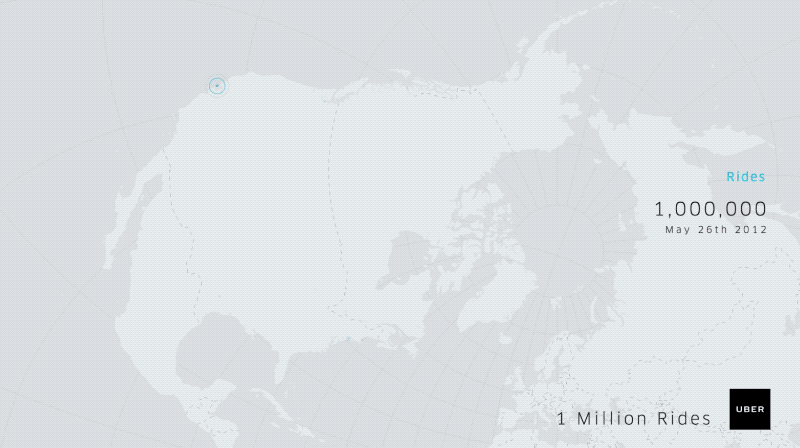 Rides
1,000,000
May 26th 2012
1 Million Rides
UBER